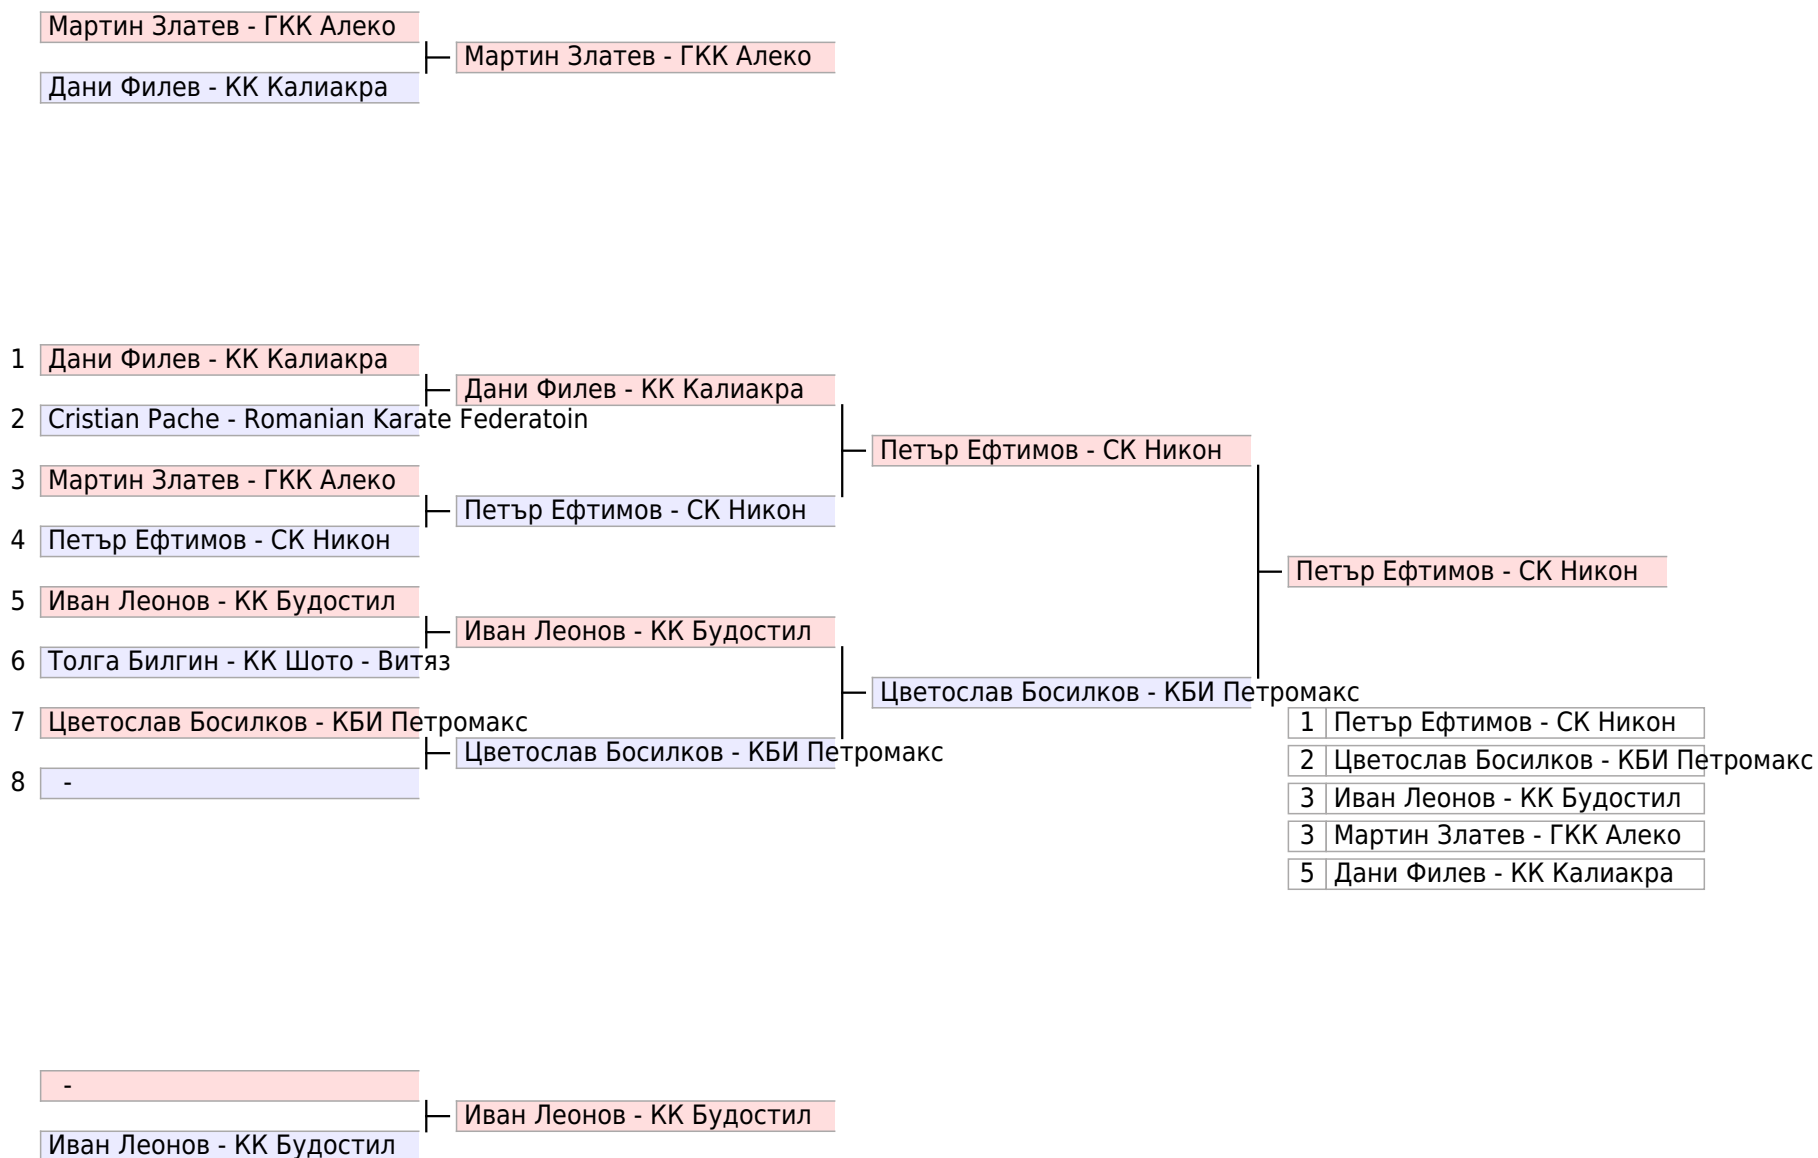 Мартин Златев - ГКК Алеко
Мартин Златев - ГКК Алеко
Дани Филев - КК Калиакра
1 Дани Филев - КК Калиакра
Дани Филев - КК Калиакра
2 Cristian Pache - Romanian Karate Federatoin
Петър Ефтимов - СК Никон
3 Мартин Златев - ГКК Алеко
Петър Ефтимов - СК Никон
4 Петър Ефтимов - СК Никон
Петър Ефтимов - СК Никон
5 Иван Леонов - КК Будостил
Иван Леонов - КК Будостил
6 Толга Билгин - КК Шото - Витяз
Цветослав Босилков - КБИ Петромакс
7 Цветослав Босилков - КБИ Петромакс
Цветослав Босилков - КБИ Петромакс
8 -
1 Петър Ефтимов - СК Никон
2 Цветослав Босилков - КБИ Петромакс
3 Иван Леонов - КК Будостил
3 Мартин Златев - ГКК Алеко
5 Дани Филев - КК Калиакра
-
Иван Леонов - КК Будостил
Иван Леонов - КК Будостил